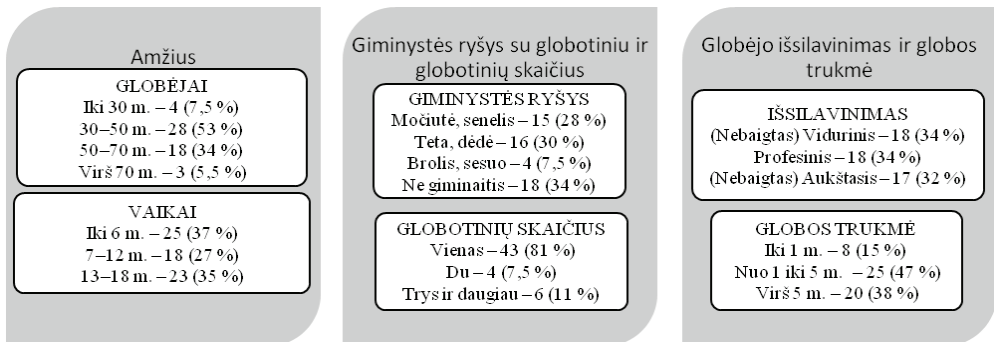 Amžius
GLOBĖJAI
Iki 30 m. – 4 (7,5 %)
30–50 m. – 28 (53 %)
50–70 m. – 18 (34 %)
Virš 70 m. – 3 (5,5 %)
VAIKAI
Iki 6 m. – 25 (37 %)
7–12 m. – 18 (27 %)
13–18 m. – 23 (35 %)
Giminystės ryšys su globotiniu ir
globotinių skaičius
GIMINYSTĖS RYŠYS
Močiutė, senelis – 15 (28 %)
Teta, dėdė – 16 (30 %)
Brolis, sesuo – 4 (7,5 %)
Ne giminaitis – 18 (34 %)
GLOBOTINIŲ SKAIČIUS
Vienas – 43 (81 %)
Du – 4 (7,5 %)
Trys ir daugiau – 6 (11 %)
Globėjo išsilavinimas ir globos
trukmė
IŠSILAVINIMAS
(Nebaigtas) Vidurinis – 18 (34 %)
Profesinis – 18 (34 %)
(Nebaigtas) Aukštasis – 17 (32 %)
GLOBOS TRUKMĖ
Iki 1 m. – 8 (15 %)
Nuo 1 iki 5 m. – 25 (47 %)
Virš 5 m. – 20 (38 %)